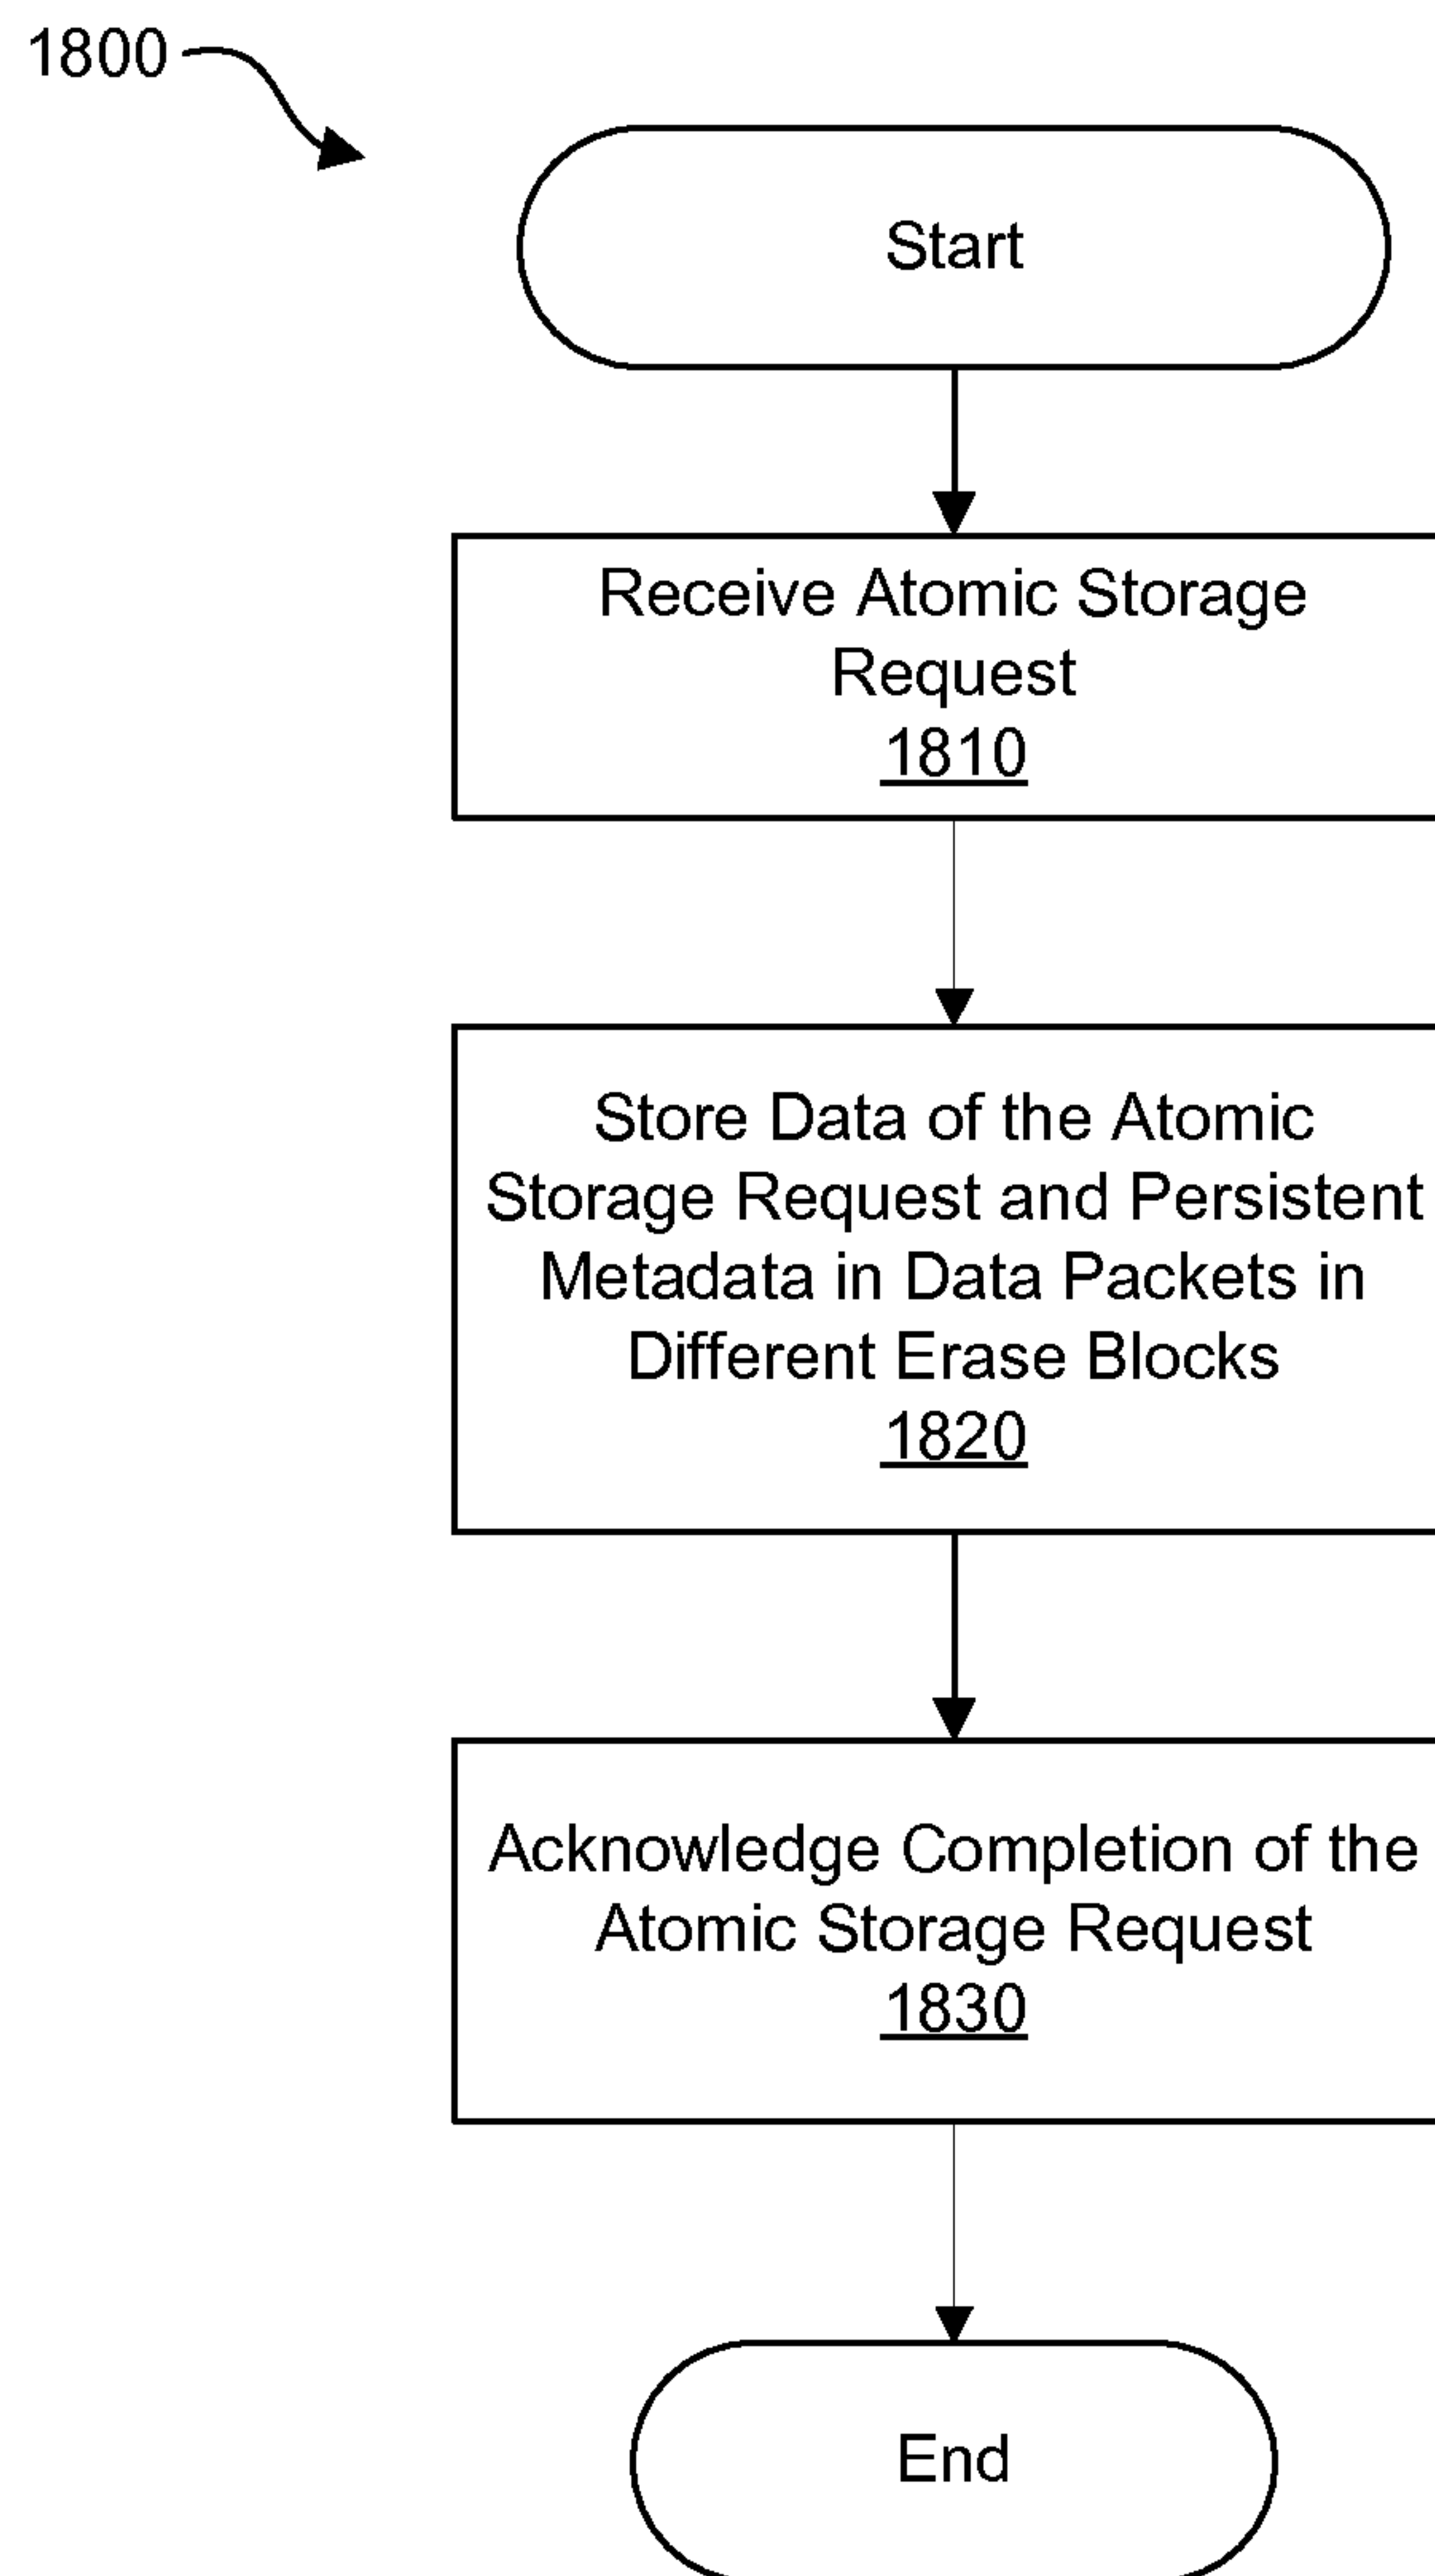 1800
Start
Receive Atomic Storage
Request
1810
Store Data of the Atomic
Storage Request and Persistent
Metadata in Data Packets in
Different Erase Blocks
1820
Acknowledge Completion of the
Atomic Storage Request
1830
End